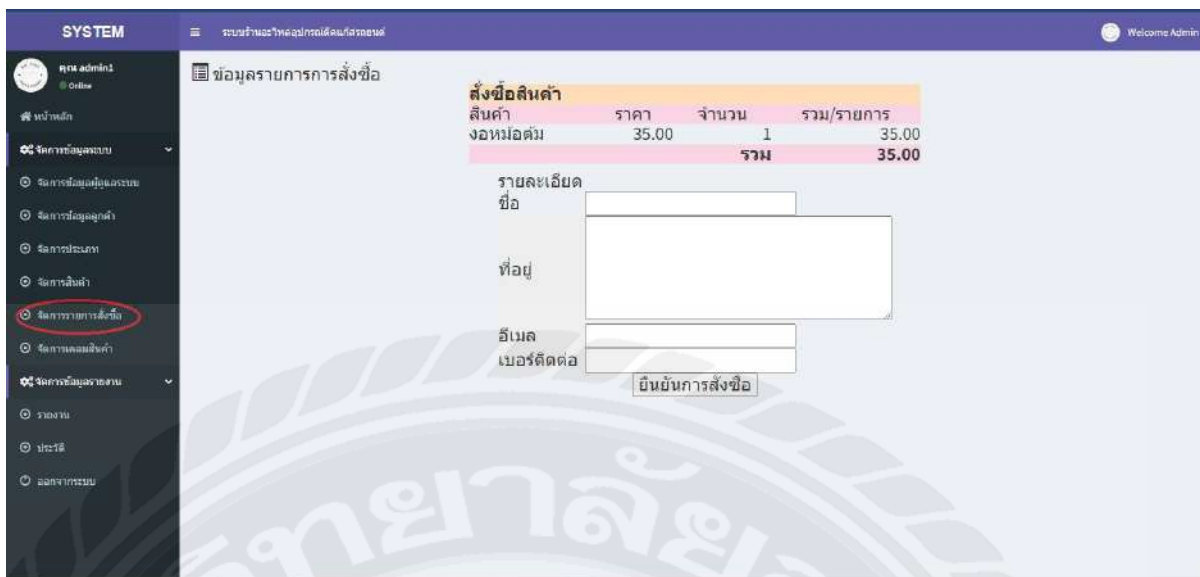 SYSTEM
ระบบร้านอะไหล่อุปกรณ์ติดแก๊สรถยนต์
Welcome Admin
คุณ admin1
Online
หน้าหลัก
จัดการข้อมูลระบบ
จัดการข้อมูลผู้ดูแลระบบ
จัดการข้อมูลลูกค้า
จัดการประเภท
จัดการสินค้า
จัดการรายการสั่งซื้อ
จัดการเคลมสินค้า
จัดการข้อมูลรายงาน
รายงาน
ประวัติ
ออกจากระบบ
ข้อมูลรายการการสั่งซื้อ
สั่งซื้อสินค้า
สินค้า ราคา จำนวน รวม/รายการ
งอหม้อต้ม 35.00 1 35.00
รวม 35.00
รายละเอียด
ชื่อ
ที่อยู่
อีเมล
เบอร์ติดต่อ
ยืนยันการสั่งซื้อ